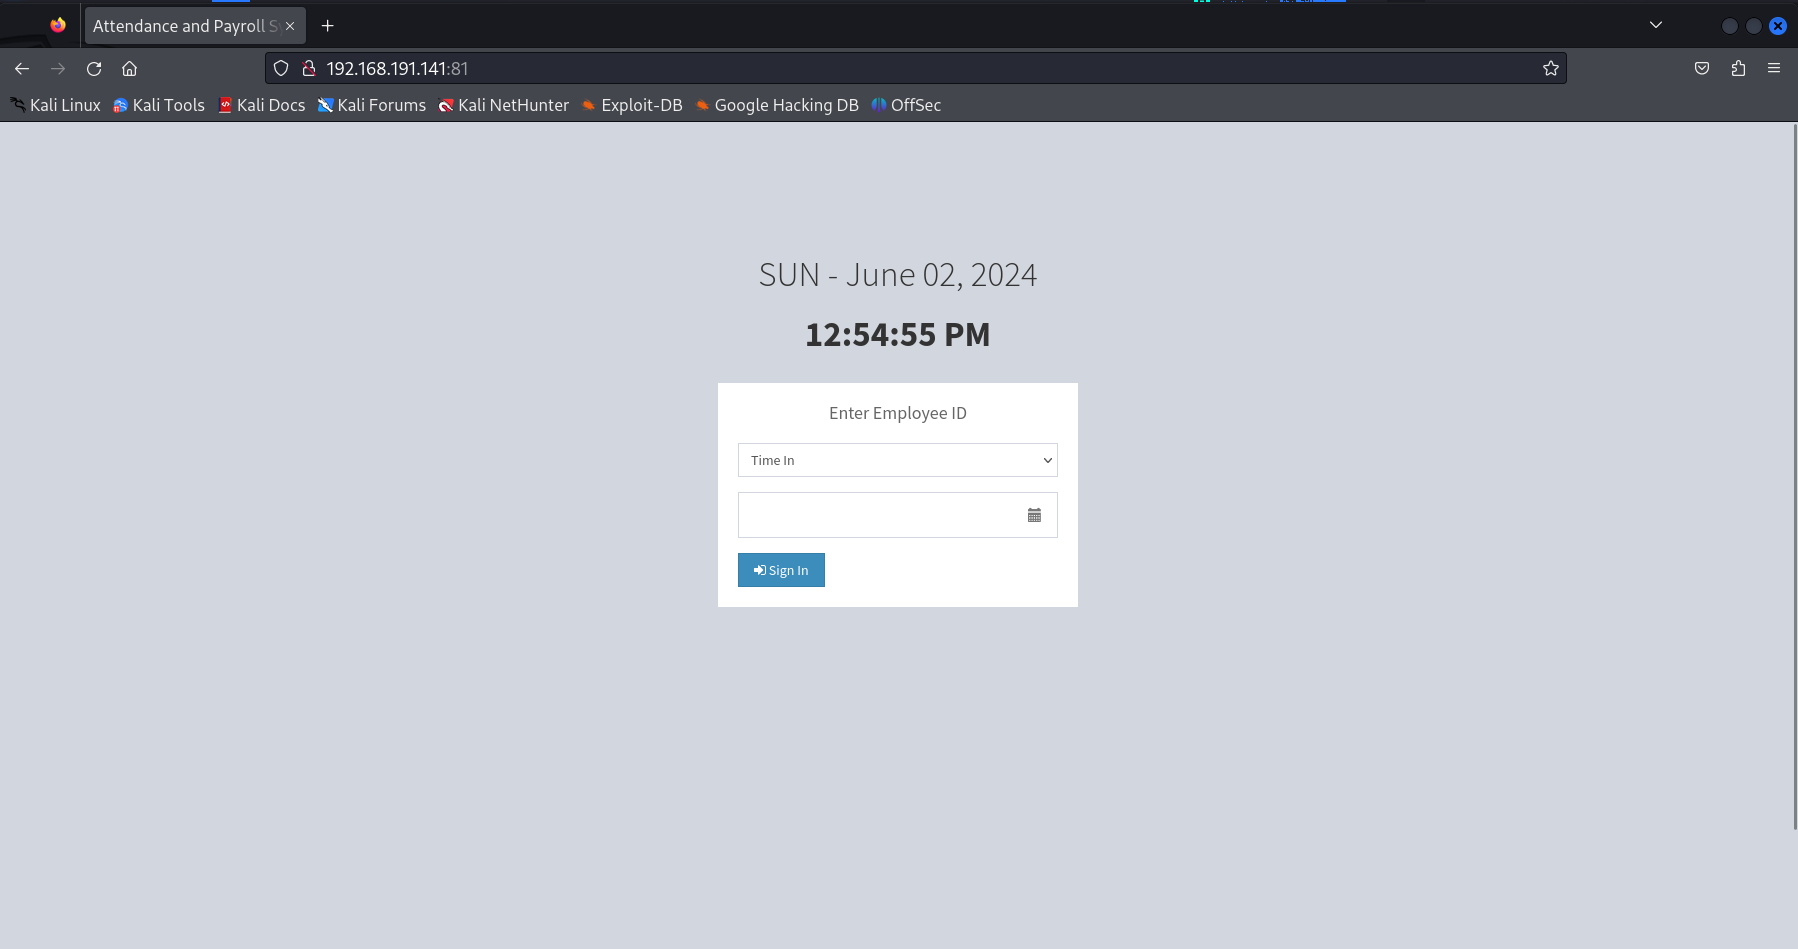 Attendance and Payroll S
192.168.191.141:81
Kali Linux Kali Tools Kali Docs Kali Forums Kali NetHunter Exploit-DB Google Hacking DB OffSec
SUN - June 02, 2024
12:54:55 PM
Enter Employee ID
Time In
Sign In